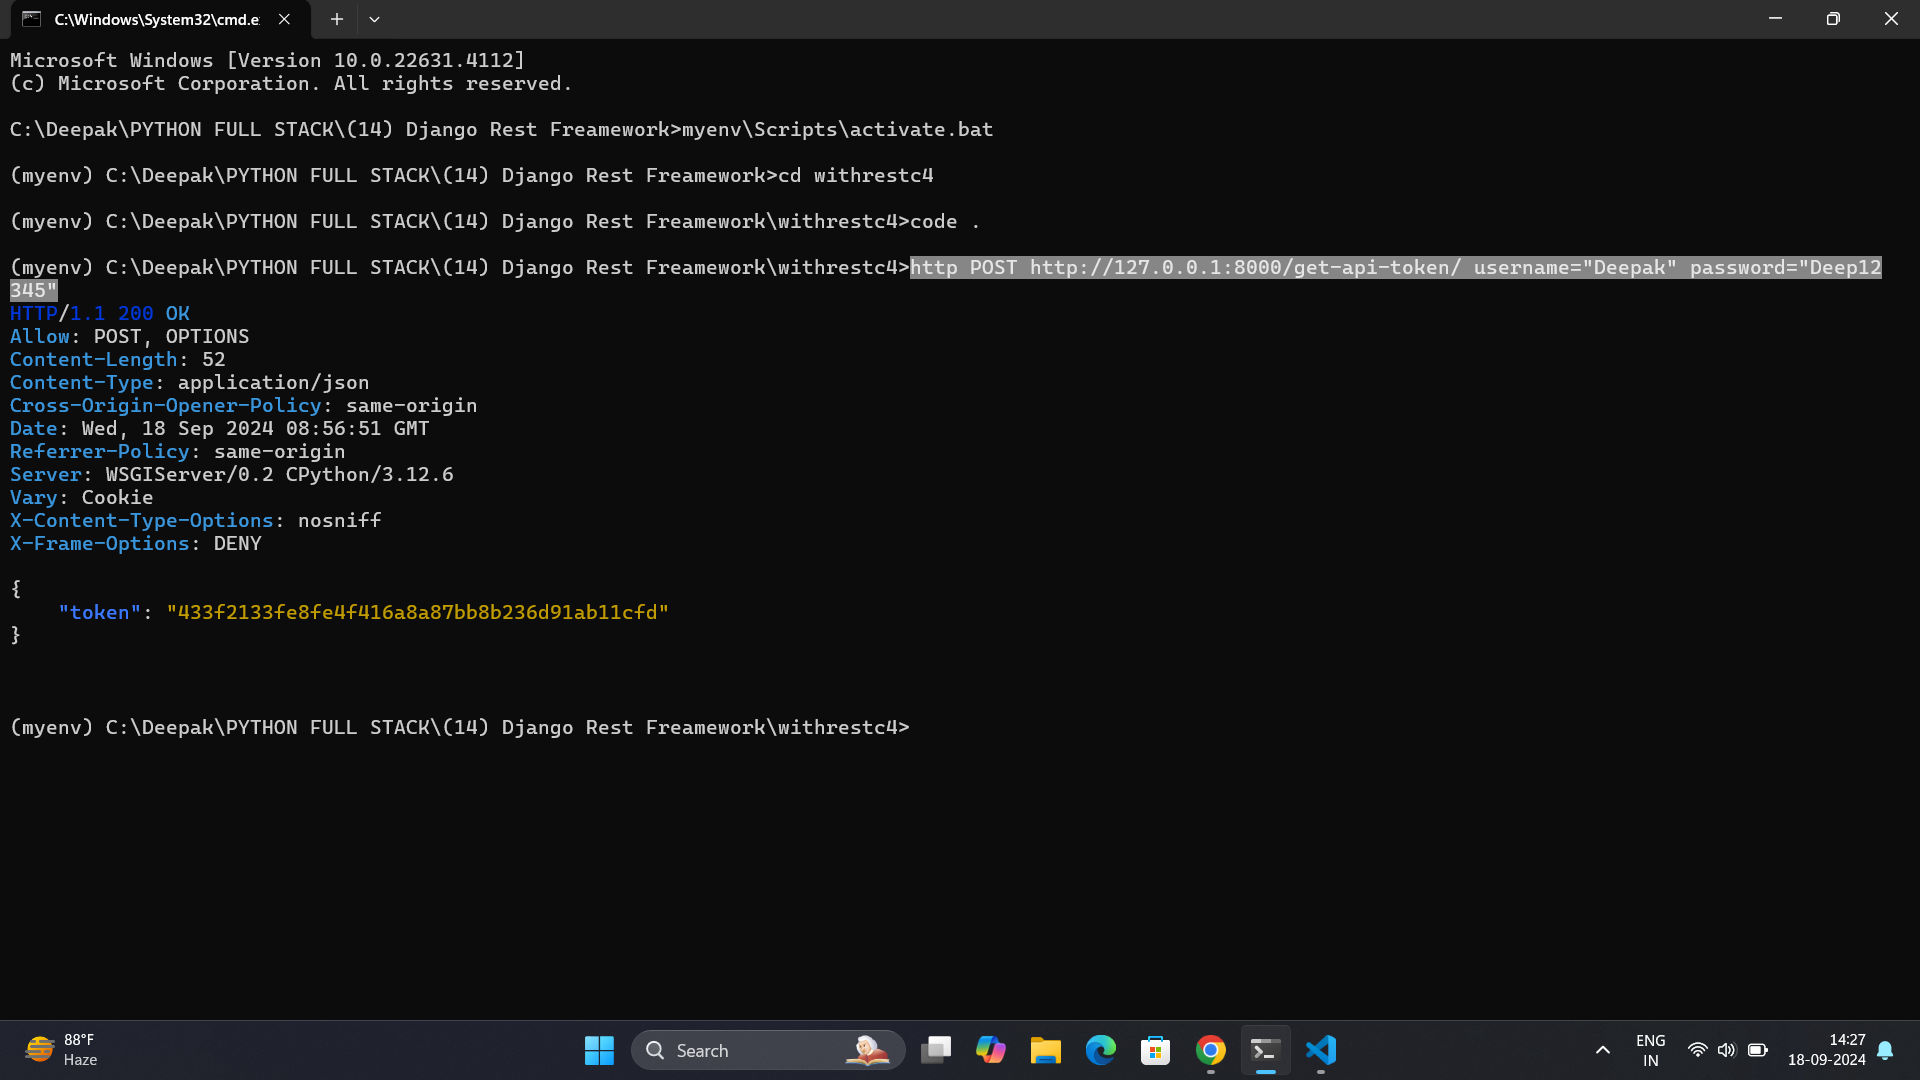 C:\Windows\System32\cmd.e
Microsoft Windows [Version 10.0.22631.4112]
(c) Microsoft Corporation. All rights reserved.
C:\Deepak\PYTHON FULL STACK\(14) Django Rest Freamework>myenv\Scripts\activate.bat
(myenv) C:\Deepak\PYTHON FULL STACK\(14) Django Rest Freamework>cd withrestc4
(myenv) C:\Deepak\PYTHON FULL STACK\(14) Django Rest Freamework\withrestc4>code .
(myenv) C:\Deepak\PYTHON FULL STACK\(14) Django Rest Freamework\withrestc4>http POST http://127.0.0.1:8000/get-api-token/ username="Deepak" password="Deep12
345"
HTTP/1.1 200 OK
Allow: POST, OPTIONS
Content-Length: 52
Content-Type: application/json
Cross-Origin-Opener-Policy: same-origin
Date: Wed, 18 Sep 2024 08:56:51 GMT
Referrer-Policy: same-origin
Server: WSGIServer/0.2 CPython/3.12.6
Vary: Cookie
X-Content-Type-Options: nosniff
X-Frame-Options: DENY
{
    "token": "433f2133fe8fe4f416a8a87bb8b236d91ab11cfd"
}
(myenv) C:\Deepak\PYTHON FULL STACK\(14) Django Rest Freamework\withrestc4>
88°F
Haze
Search
ENG
IN
14:27
18-09-2024